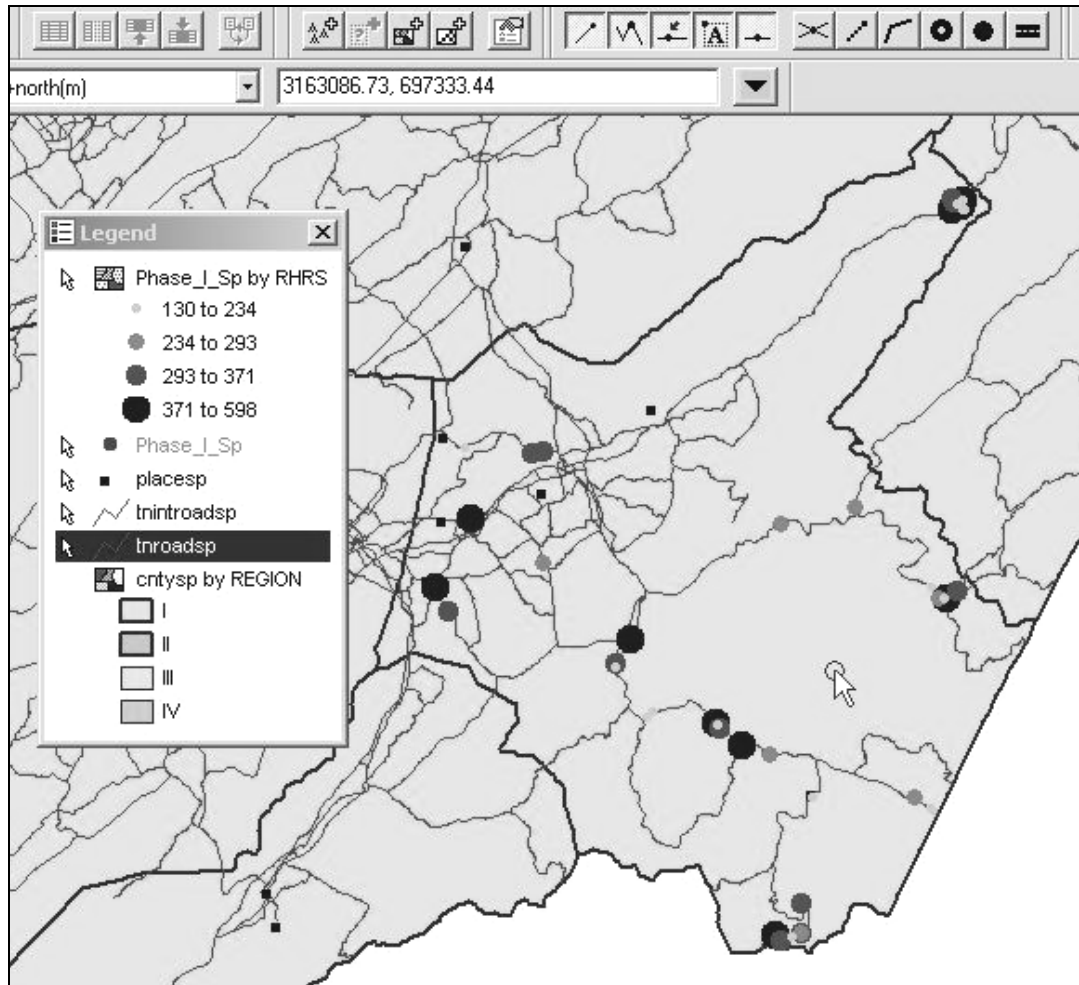 north(m)
3163086.73, 697333.44
Legend
Phase_I_Sp by RHRS
130 to 234
234 to 293
293 to 371
371 to 598
Phase_I_Sp
placesp
tnintroadsp
tnroadsp
cntysp by REGION
I
II
III
IV